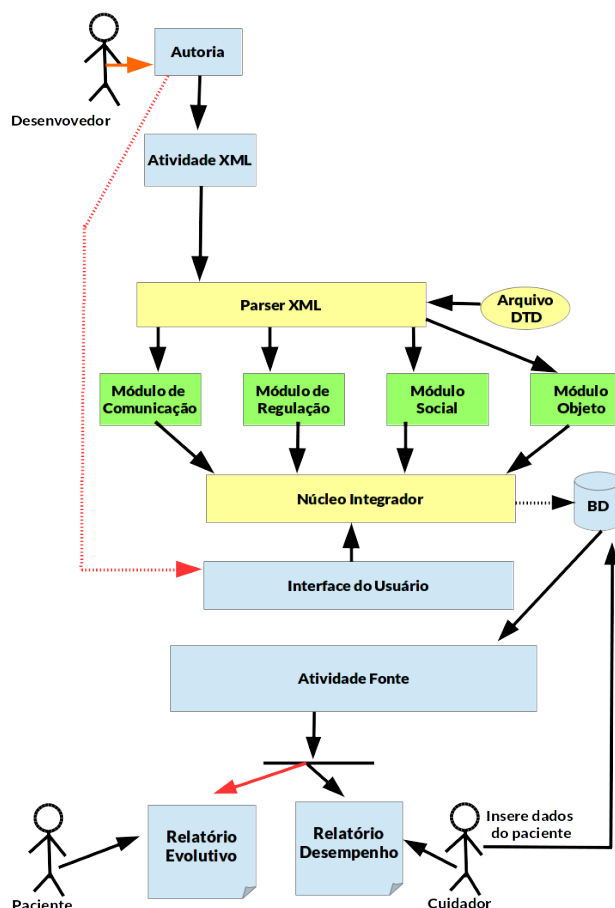 Autoria
Desenvovedor
Atividade XML
Parser XML
Arquivo
DTD
Módulo de
Comunicação
Módulo de
Regulação
Módulo
Social
Módulo
Objeto
Núcleo Integrador
BD
Interface do Usuário
Atividade Fonte
Relatório
Evolutivo
Relatório
Desempenho
Insere dados
do paciente
Paciente
Cuidador